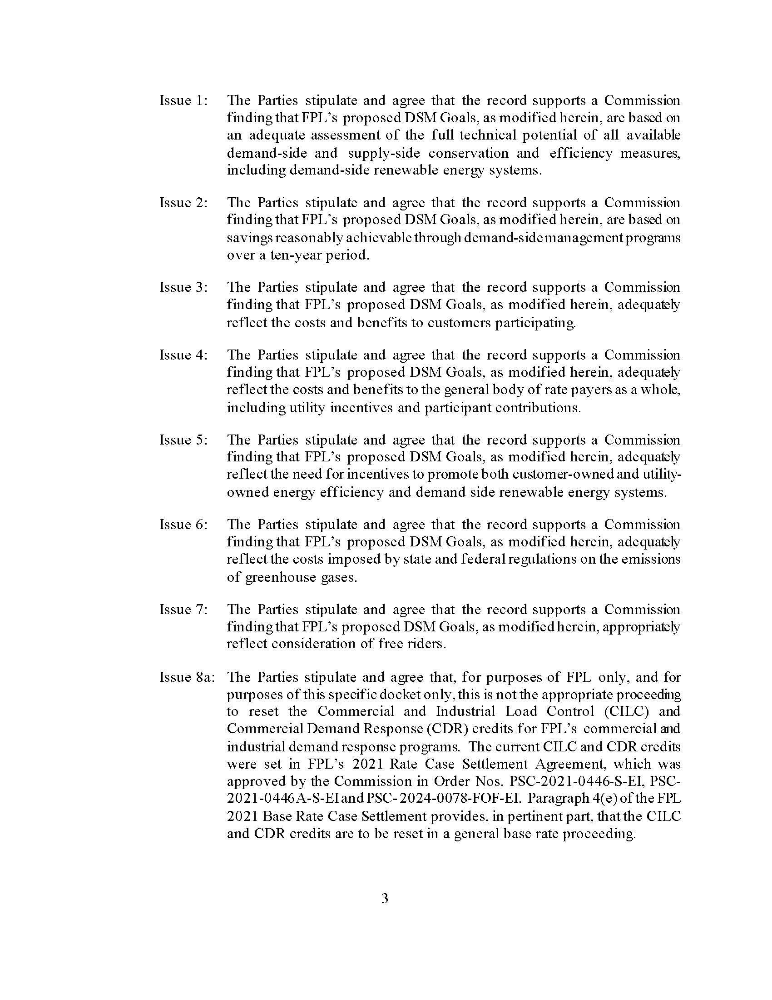 Issue 1: The Parties stipulate and agree that the record supports a Commission
finding that FPL’s proposed DSM Goals, as modified herein, are based on
an adequate assessment of the full technical potential of all available
demand-side and supply-side conservation and efficiency measures,
including demand-side renewable energy systems.
Issue 2: The Parties stipulate and agree that the record supports a Commission
finding that FPL’s proposed DSM Goals, as modified herein, are based on
savings reasonably achievable through demand-side management programs
over a ten-year period.
Issue 3: The Parties stipulate and agree that the record supports a Commission
finding that FPL’s proposed DSM Goals, as modified herein, adequately
reflect the costs and benefits to customers participating.
Issue 4: The Parties stipulate and agree that the record supports a Commission
finding that FPL’s proposed DSM Goals, as modified herein, adequately
reflect the costs and benefits to the general body of rate payers as a whole,
including utility incentives and participant contributions.
Issue 5: The Parties stipulate and agree that the record supports a Commission
finding that FPL’s proposed DSM Goals, as modified herein, adequately
reflect the need for incentives to promote both customer-owned and utility-
owned energy efficiency and demand side renewable energy systems.
Issue 6: The Parties stipulate and agree that the record supports a Commission
finding that FPL’s proposed DSM Goals, as modified herein, adequately
reflect the costs imposed by state and federal regulations on the emissions
of greenhouse gases.
Issue 7: The Parties stipulate and agree that the record supports a Commission
finding that FPL’s proposed DSM Goals, as modified herein, appropriately
reflect consideration of free riders.
Issue 8a: The Parties stipulate and agree that, for purposes of FPL only, and for
purposes of this specific docket only, this is not the appropriate proceeding
to reset the Commercial and Industrial Load Control (CILC) and
Commercial Demand Response (CDR) credits for FPL’s commercial and
industrial demand response programs. The current CILC and CDR credits
were set in FPL’s 2021 Rate Case Settlement Agreement, which was
approved by the Commission in Order Nos. PSC-2021-0446-S-EI, PSC-
2021-0446A-S-EI and PSC-2024-0078-FOF-EI. Paragraph 4(e) of the FPL
2021 Base Rate Case Settlement provides, in pertinent part, that the CILC
and CDR credits are to be reset in a general base rate proceeding.
3